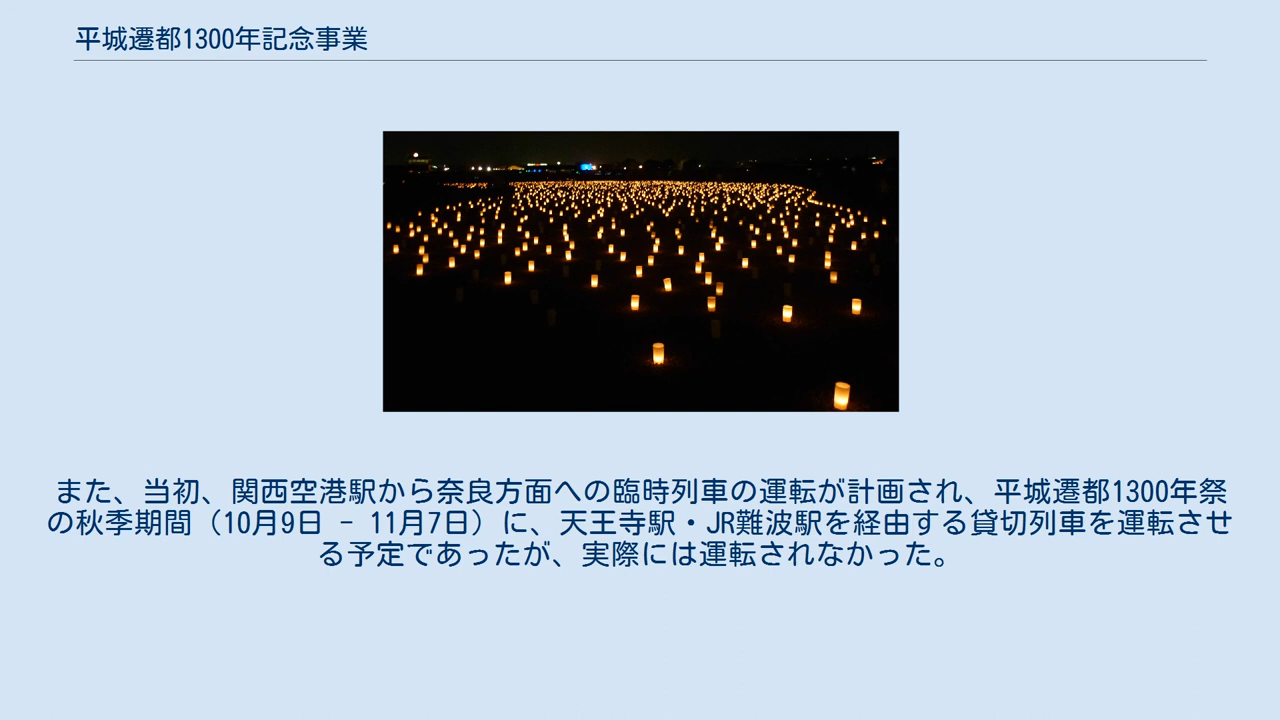 平城遷都1300年記念事業
また、当初、関西空港駅から奈良方面への臨時列車の運転が計画され、平城遷都1300年祭
の秋季期間（10月9日 - 11月7日）に、天王寺駅・JR難波駅を経由する貸切列車を運転させ
る予定であったが、実際には運転されなかった。